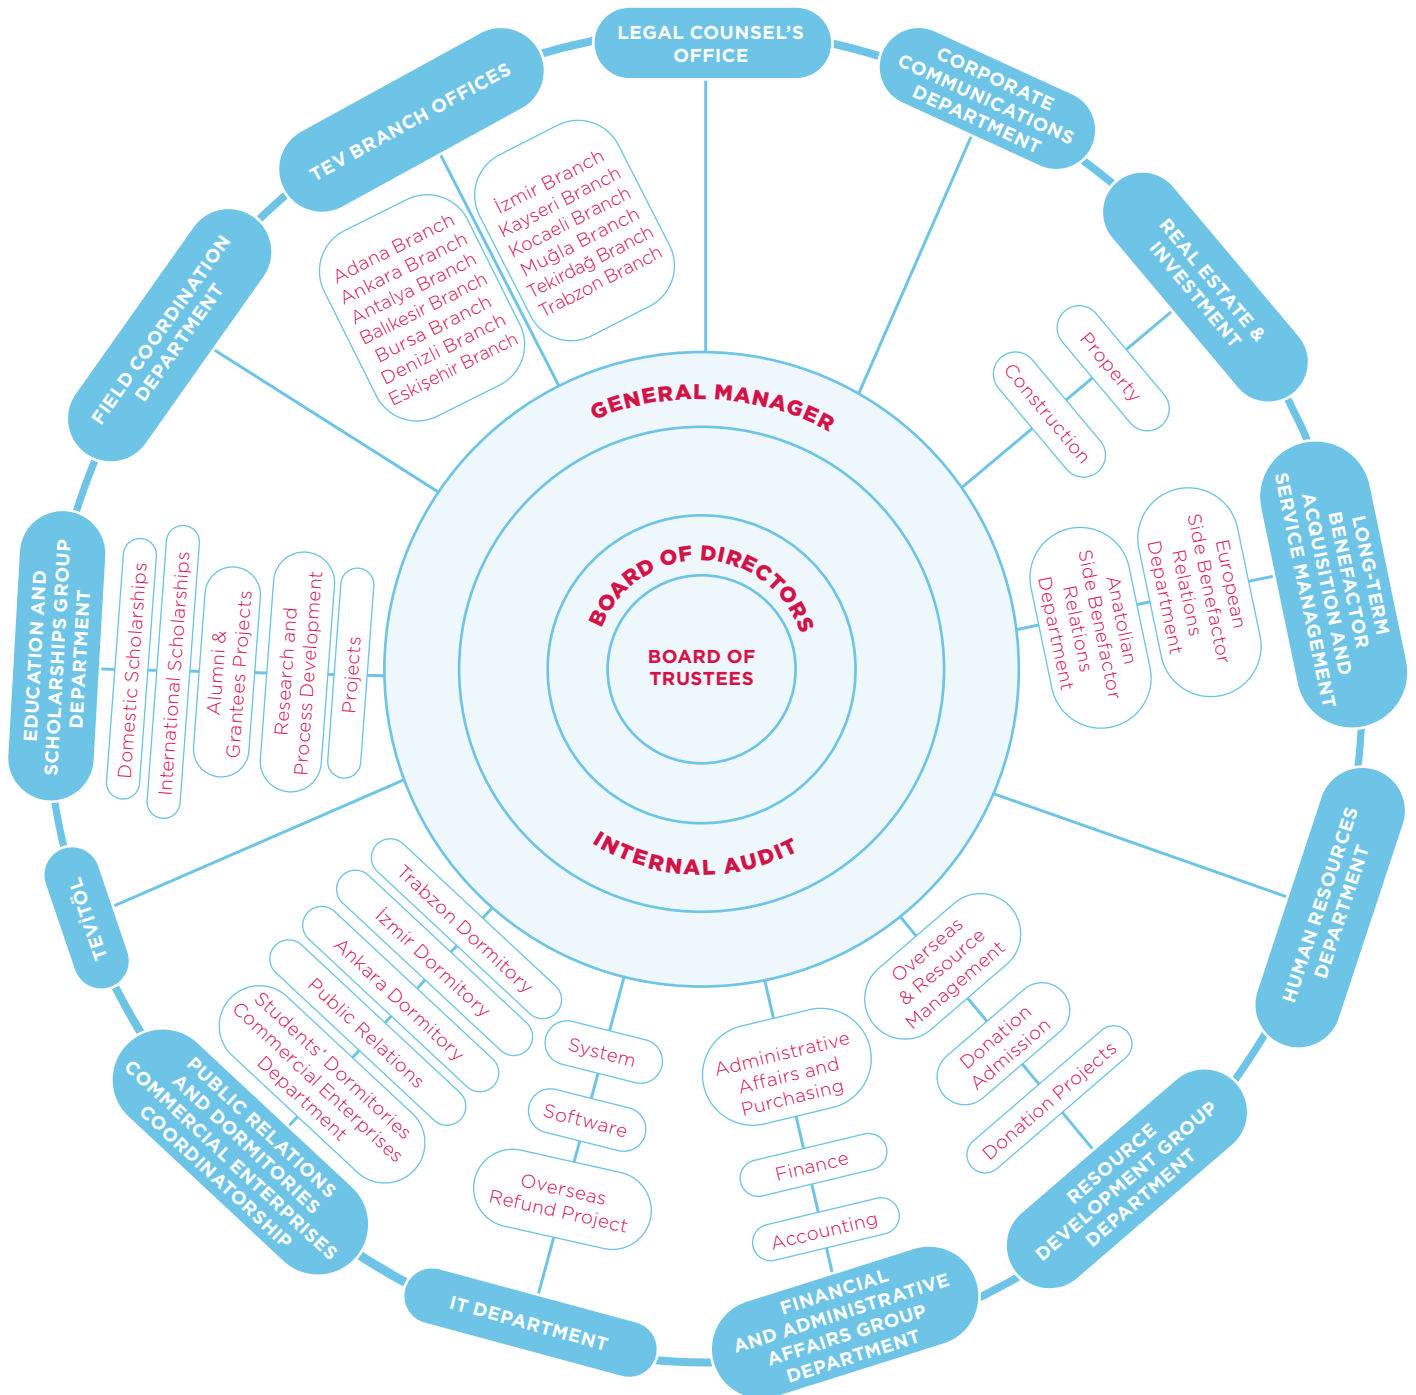 LEGAL COUNSEL'S
OFFICE
CORPORATE
COMMUNICATIONS
DEPARTMENT
REAL ESTATE &
INVESTMENT
Property
Construction
LONG-TERM
BENEFACTOR
ACQUISITION AND
SERVICE MANAGEMENT
European
Side Benefactor
Relations
Department
Anatolian
Side Benefactor
Relations
Department
HUMAN RESOURCES
DEPARTMENT
RESOURCE
DEVELOPMENT GROUP
DEPARTMENT
Overseas
& Resource
Management
Donation
Admission
Donation Projects
FINANCIAL
AND ADMINISTRATIVE
AFFAIRS GROUP
DEPARTMENT
Administrative
Affairs and
Purchasing
Finance
Accounting
IT DEPARTMENT
System
Software
Overseas
Refund Project
PUBLIC RELATIONS
AND DORMITORIES
COMMERCIAL ENTERPRISES
COORDINATORSHIP
Trabzon Dormitory
İzmir Dormitory
Ankara Dormitory
Public Relations
Students' Dormitories
Commercial Enterprises
Department
TEVİTÖL
EDUCATION AND
SCHOLARSHIPS GROUP
DEPARTMENT
Domestic Scholarships
International Scholarships
Alumni &
Grantees Projects
Research and
Process Development
Projects
FIELD COORDINATION
DEPARTMENT
TEV BRANCH OFFICES
Adana Branch
Ankara Branch
Antalya Branch
Balıkesir Branch
Bursa Branch
Denizli Branch
Eskişehir Branch
İzmir Branch
Kayseri Branch
Kocaeli Branch
Muğla Branch
Tekirdağ Branch
Trabzon Branch
GENERAL MANAGER
BOARD OF DIRECTORS
BOARD OF
TRUSTEES
INTERNAL AUDIT